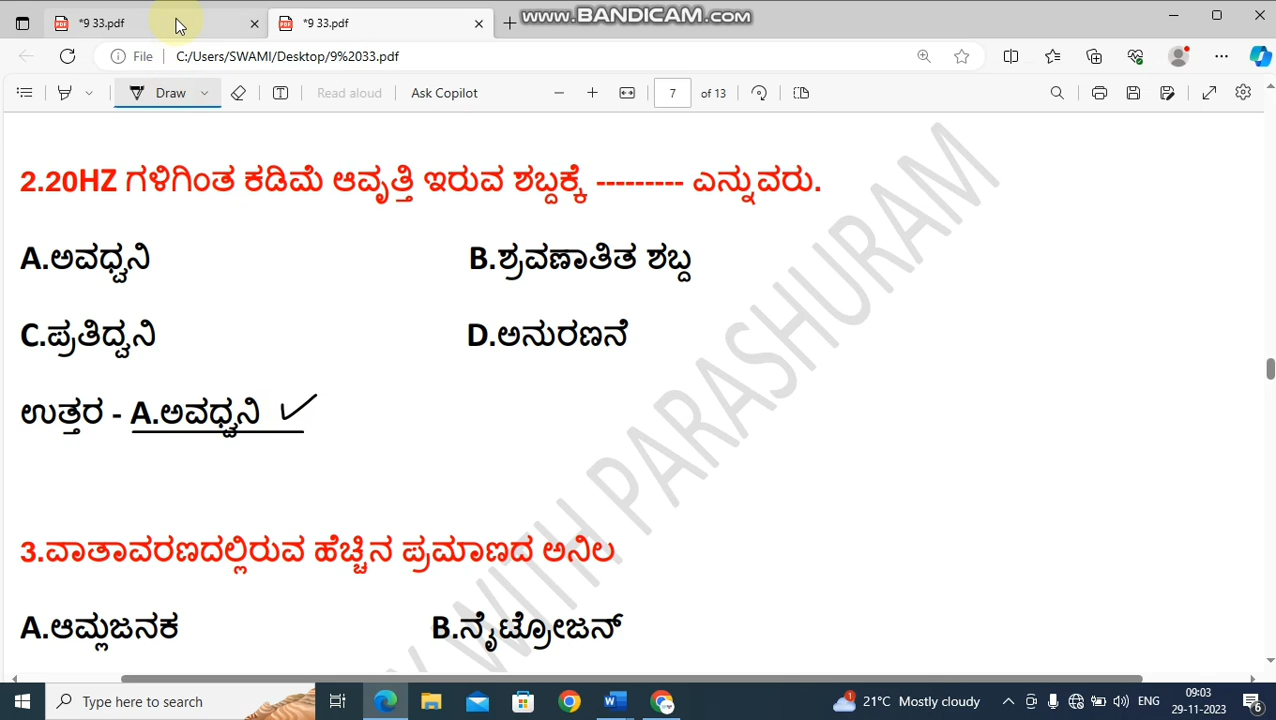 www.BANDICAM.com
*9 33.pdf
*9 33.pdf
File
C:/Users/SWAMI/Desktop/9%2033.pdf
Draw
Read aloud
Ask Copilot
7
of 13
2.20HZ ಗಳಿಗಿಂತ ಕಡಿಮೆ ಆವೃತ್ತಿ ಇರುವ ಶಬ್ದಕ್ಕೆ --------- ಎನ್ನುವರು.
A.ಅವಧ್ವನಿ
B.ಶ್ರವಣಾತಿತ ಶಬ್ದ
C.ಪ್ರತಿದ್ವನಿ
D.ಅನುರಣನೆ
ಉತ್ತರ - A.ಅವಧ್ವನಿ
3.ವಾತಾವರಣದಲ್ಲಿರುವ ಹೆಚ್ಚಿನ ಪ್ರಮಾಣದ ಅನಿಲ
A.ಆಮ್ಲಜನಕ
B.ನೈಟ್ರೋಜನ್
WITH PARASHURAM
Type here to search
21°C Mostly cloudy
ENG
09:03
29-11-2023
6